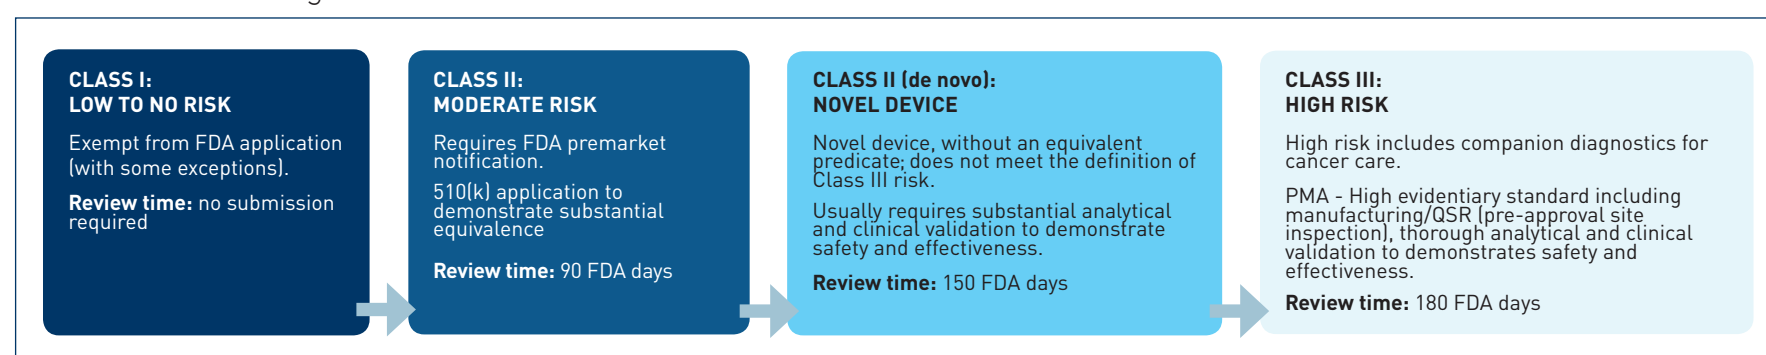 CLASS I:
LOW TO NO RISK
Exempt from FDA application
(with some exceptions).
Review time: no submission
required
CLASS II:
MODERATE RISK
Requires FDA premarket
notification.
510(k) application to
demonstrate substantial
equivalence
Review time: 90 FDA days
CLASS II (de novo):
NOVEL DEVICE
Novel device, without an equivalent
predicate; does not meet the definition of
Class III risk.
Usually requires substantial analytical
and clinical validation to demonstrate
safety and effectiveness.
Review time: 150 FDA days
CLASS III:
HIGH RISK
High risk includes companion diagnostics for
cancer care.
PMA - High evidentiary standard including
manufacturing/QSR (pre-approval site
inspection), thorough analytical and clinical
validation to demonstrates safety and
effectiveness.
Review time: 180 FDA days